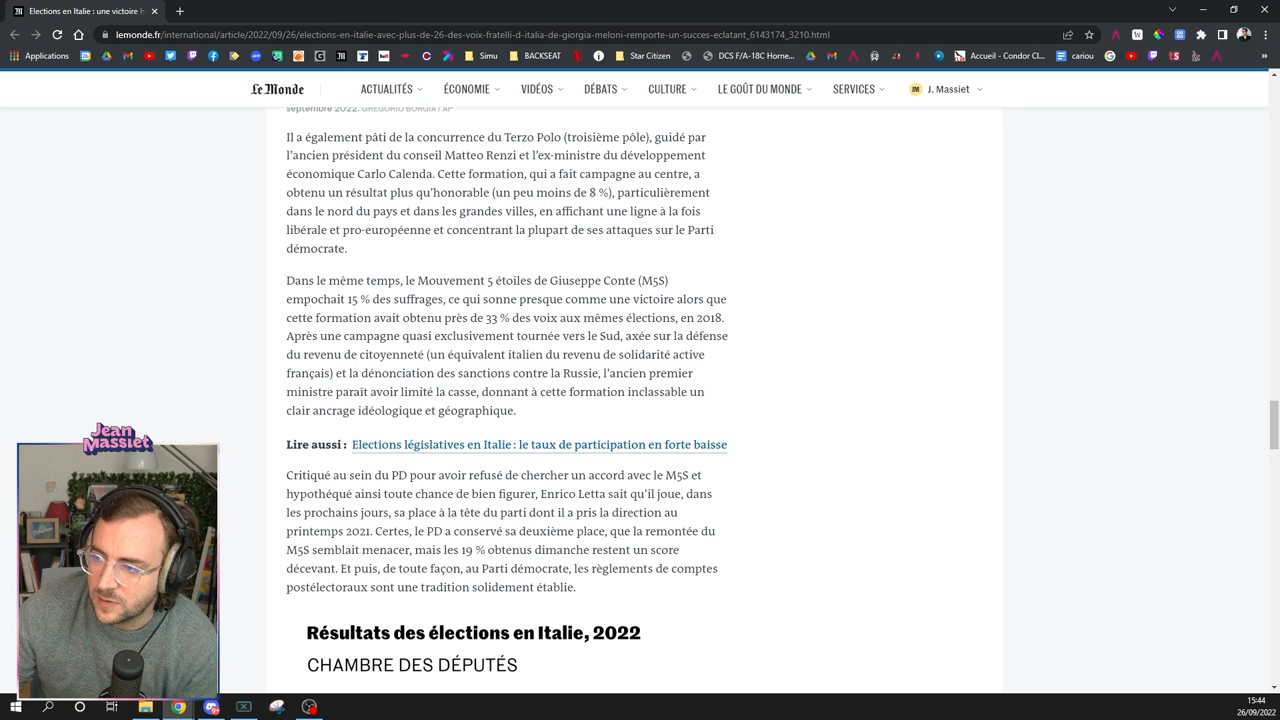 Elections en Italie : une victoire h
lemonde.fr/international/article/2022/09/26/elections-en-italie-avec-plus-de-26-des-voix-fratelli-d-italia-de-giorgia-meloni-remporte-un-succes-eclatant_6143174_3210.html
Applications
Simu
BACKSEAT
Star Citizen
DCS F/A-18C Horne...
Accueil - Condor Cl...
cariou
Le Monde
ACTUALITÉS
ÉCONOMIE
VIDÉOS
DÉBATS
CULTURE
LE GOÛT DU MONDE
SERVICES
JM
J. Massiet
septembre 2022. GREGORIO BORGIA / AP
Il a également pâti de la concurrence du Terzo Polo (troisième pôle), guidé par
l'ancien président du conseil Matteo Renzi et l'ex-ministre du développement
économique Carlo Calenda. Cette formation, qui a fait campagne au centre, a
obtenu un résultat plus qu'honorable (un peu moins de 8 %), particulièrement
dans le nord du pays et dans les grandes villes, en affichant une ligne à la fois
libérale et pro-européenne et concentrant la plupart de ses attaques sur le Parti
démocrate.
Dans le même temps, le Mouvement 5 étoiles de Giuseppe Conte (M5S)
empochait 15 % des suffrages, ce qui sonne presque comme une victoire alors que
cette formation avait obtenu près de 33 % des voix aux mêmes élections, en 2018.
Après une campagne quasi exclusivement tournée vers le Sud, axée sur la défense
du revenu de citoyenneté (un équivalent italien du revenu de solidarité active
français) et la dénonciation des sanctions contre la Russie, l'ancien premier
ministre paraît avoir limité la casse, donnant à cette formation inclassable un
clair ancrage idéologique et géographique.
Lire aussi : Elections législatives en Italie : le taux de participation en forte baisse
Critiqué au sein du PD pour avoir refusé de chercher un accord avec le M5S et
hypothéqué ainsi toute chance de bien figurer, Enrico Letta sait qu'il joue, dans
les prochains jours, sa place à la tête du parti dont il a pris la direction au
printemps 2021. Certes, le PD a conservé sa deuxième place, que la remontée du
M5S semblait menacer, mais les 19 % obtenus dimanche restent un score
décevant. Et puis, de toute façon, au Parti démocrate, les règlements de comptes
postélectoraux sont une tradition solidement établie.
Résultats des élections en Italie, 2022
CHAMBRE DES DÉPUTÉS
Jean
Massiet
15:44
26/09/2022